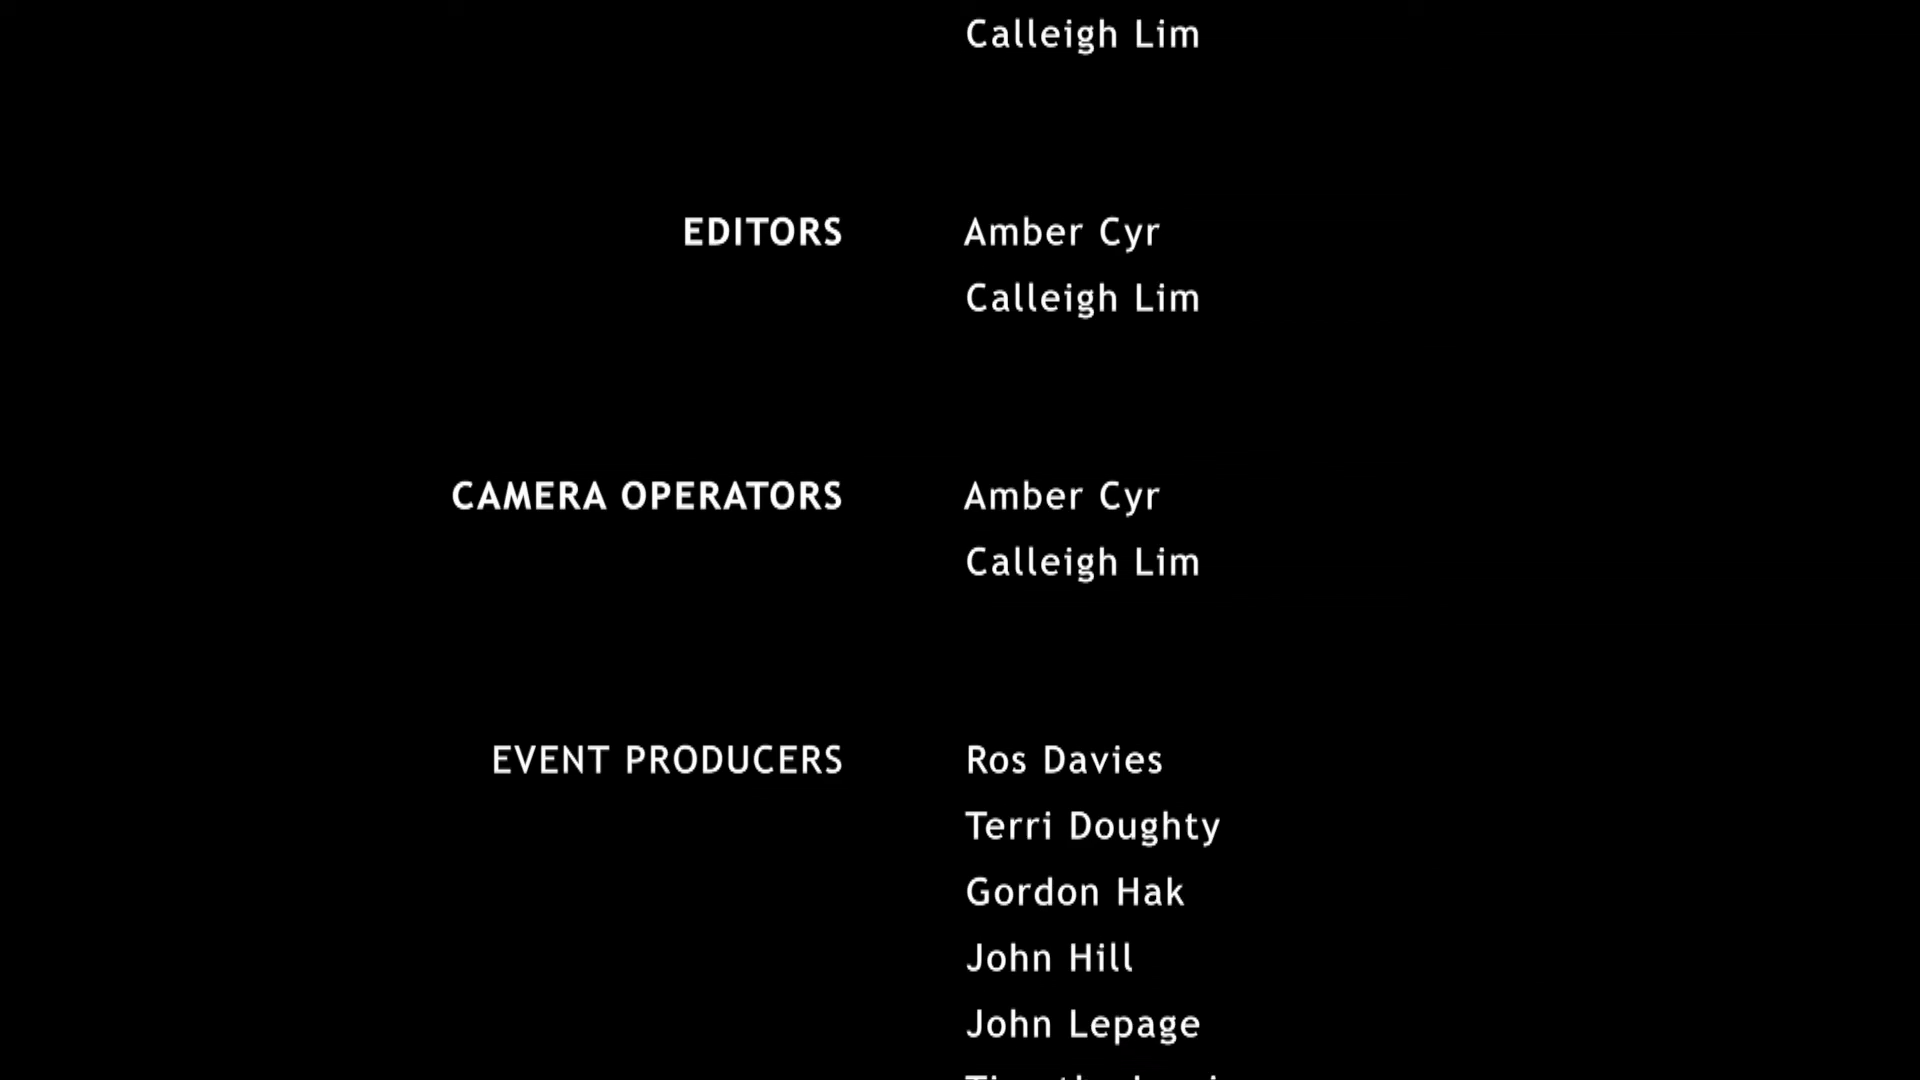 Calleigh Lim
EDITORS Amber Cyr
Calleigh Lim
CAMERA OPERATORS Amber Cyr
Calleigh Lim
EVENT PRODUCERS Ros Davies
Terri Doughty
Gordon Hak
John Hill
John Lepage